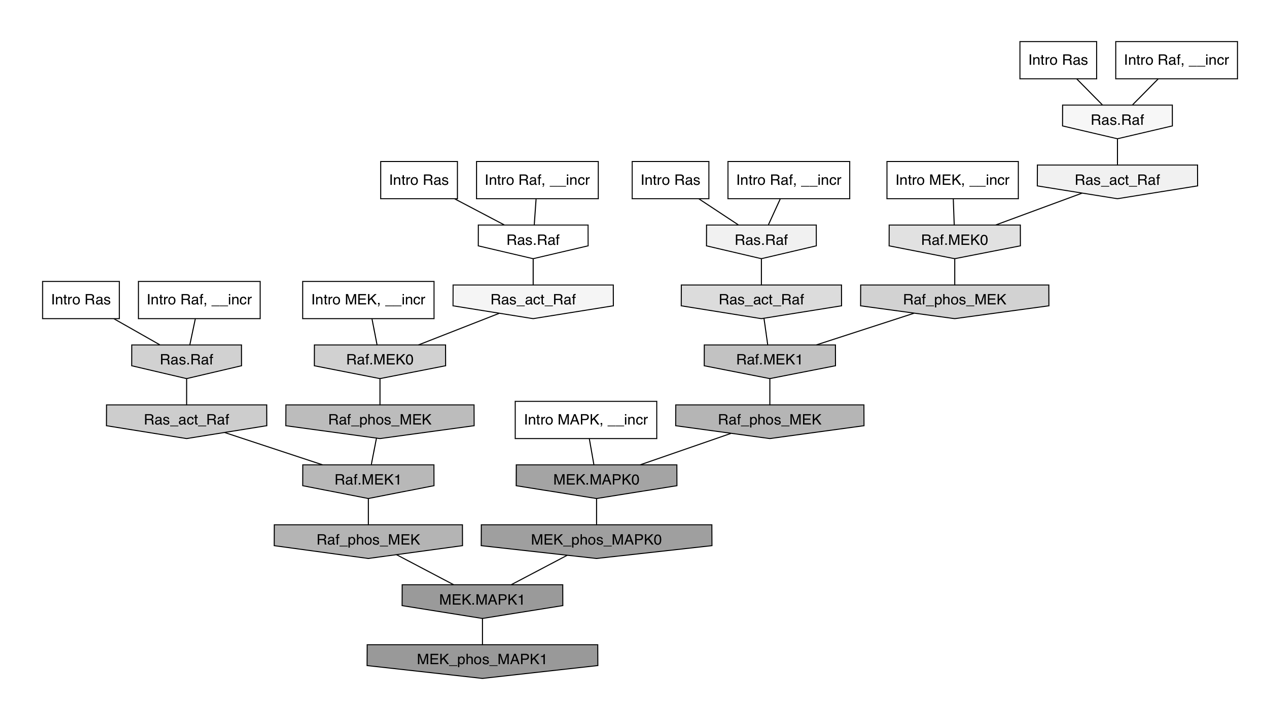 Intro Ras
Intro Raf, __incr
Ras.Raf
Intro Ras
Intro Raf, __incr
Intro Ras
Intro Raf, __incr
Intro MEK, __incr
Ras_act_Raf
Ras.Raf
Ras.Raf
Raf.MEK0
Intro Ras
Intro Raf, __incr
Intro MEK, __incr
Ras_act_Raf
Ras_act_Raf
Raf_phos_MEK
Ras.Raf
Raf.MEK0
Raf.MEK1
Ras_act_Raf
Raf_phos_MEK
Intro MAPK, __incr
Raf_phos_MEK
Raf.MEK1
MEK.MAPK0
Raf_phos_MEK
MEK_phos_MAPK0
MEK.MAPK1
MEK_phos_MAPK1